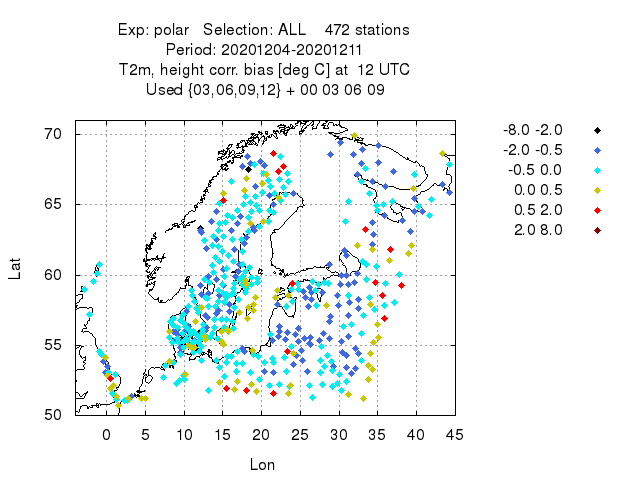 Exp: polar Selection: ALL 472 stations
Period: 20201204-20201211
T2m, height corr. bias [deg C] at 12 UTC
Used {03,06,09,12} + 00 03 06 09
-8.0 -2.0
-2.0 -0.5
-0.5 0.0
0.0 0.5
0.5 2.0
2.0 8.0
Lat
70
65
60
55
50
0 5 10 15 20 25 30 35 40 45
Lon